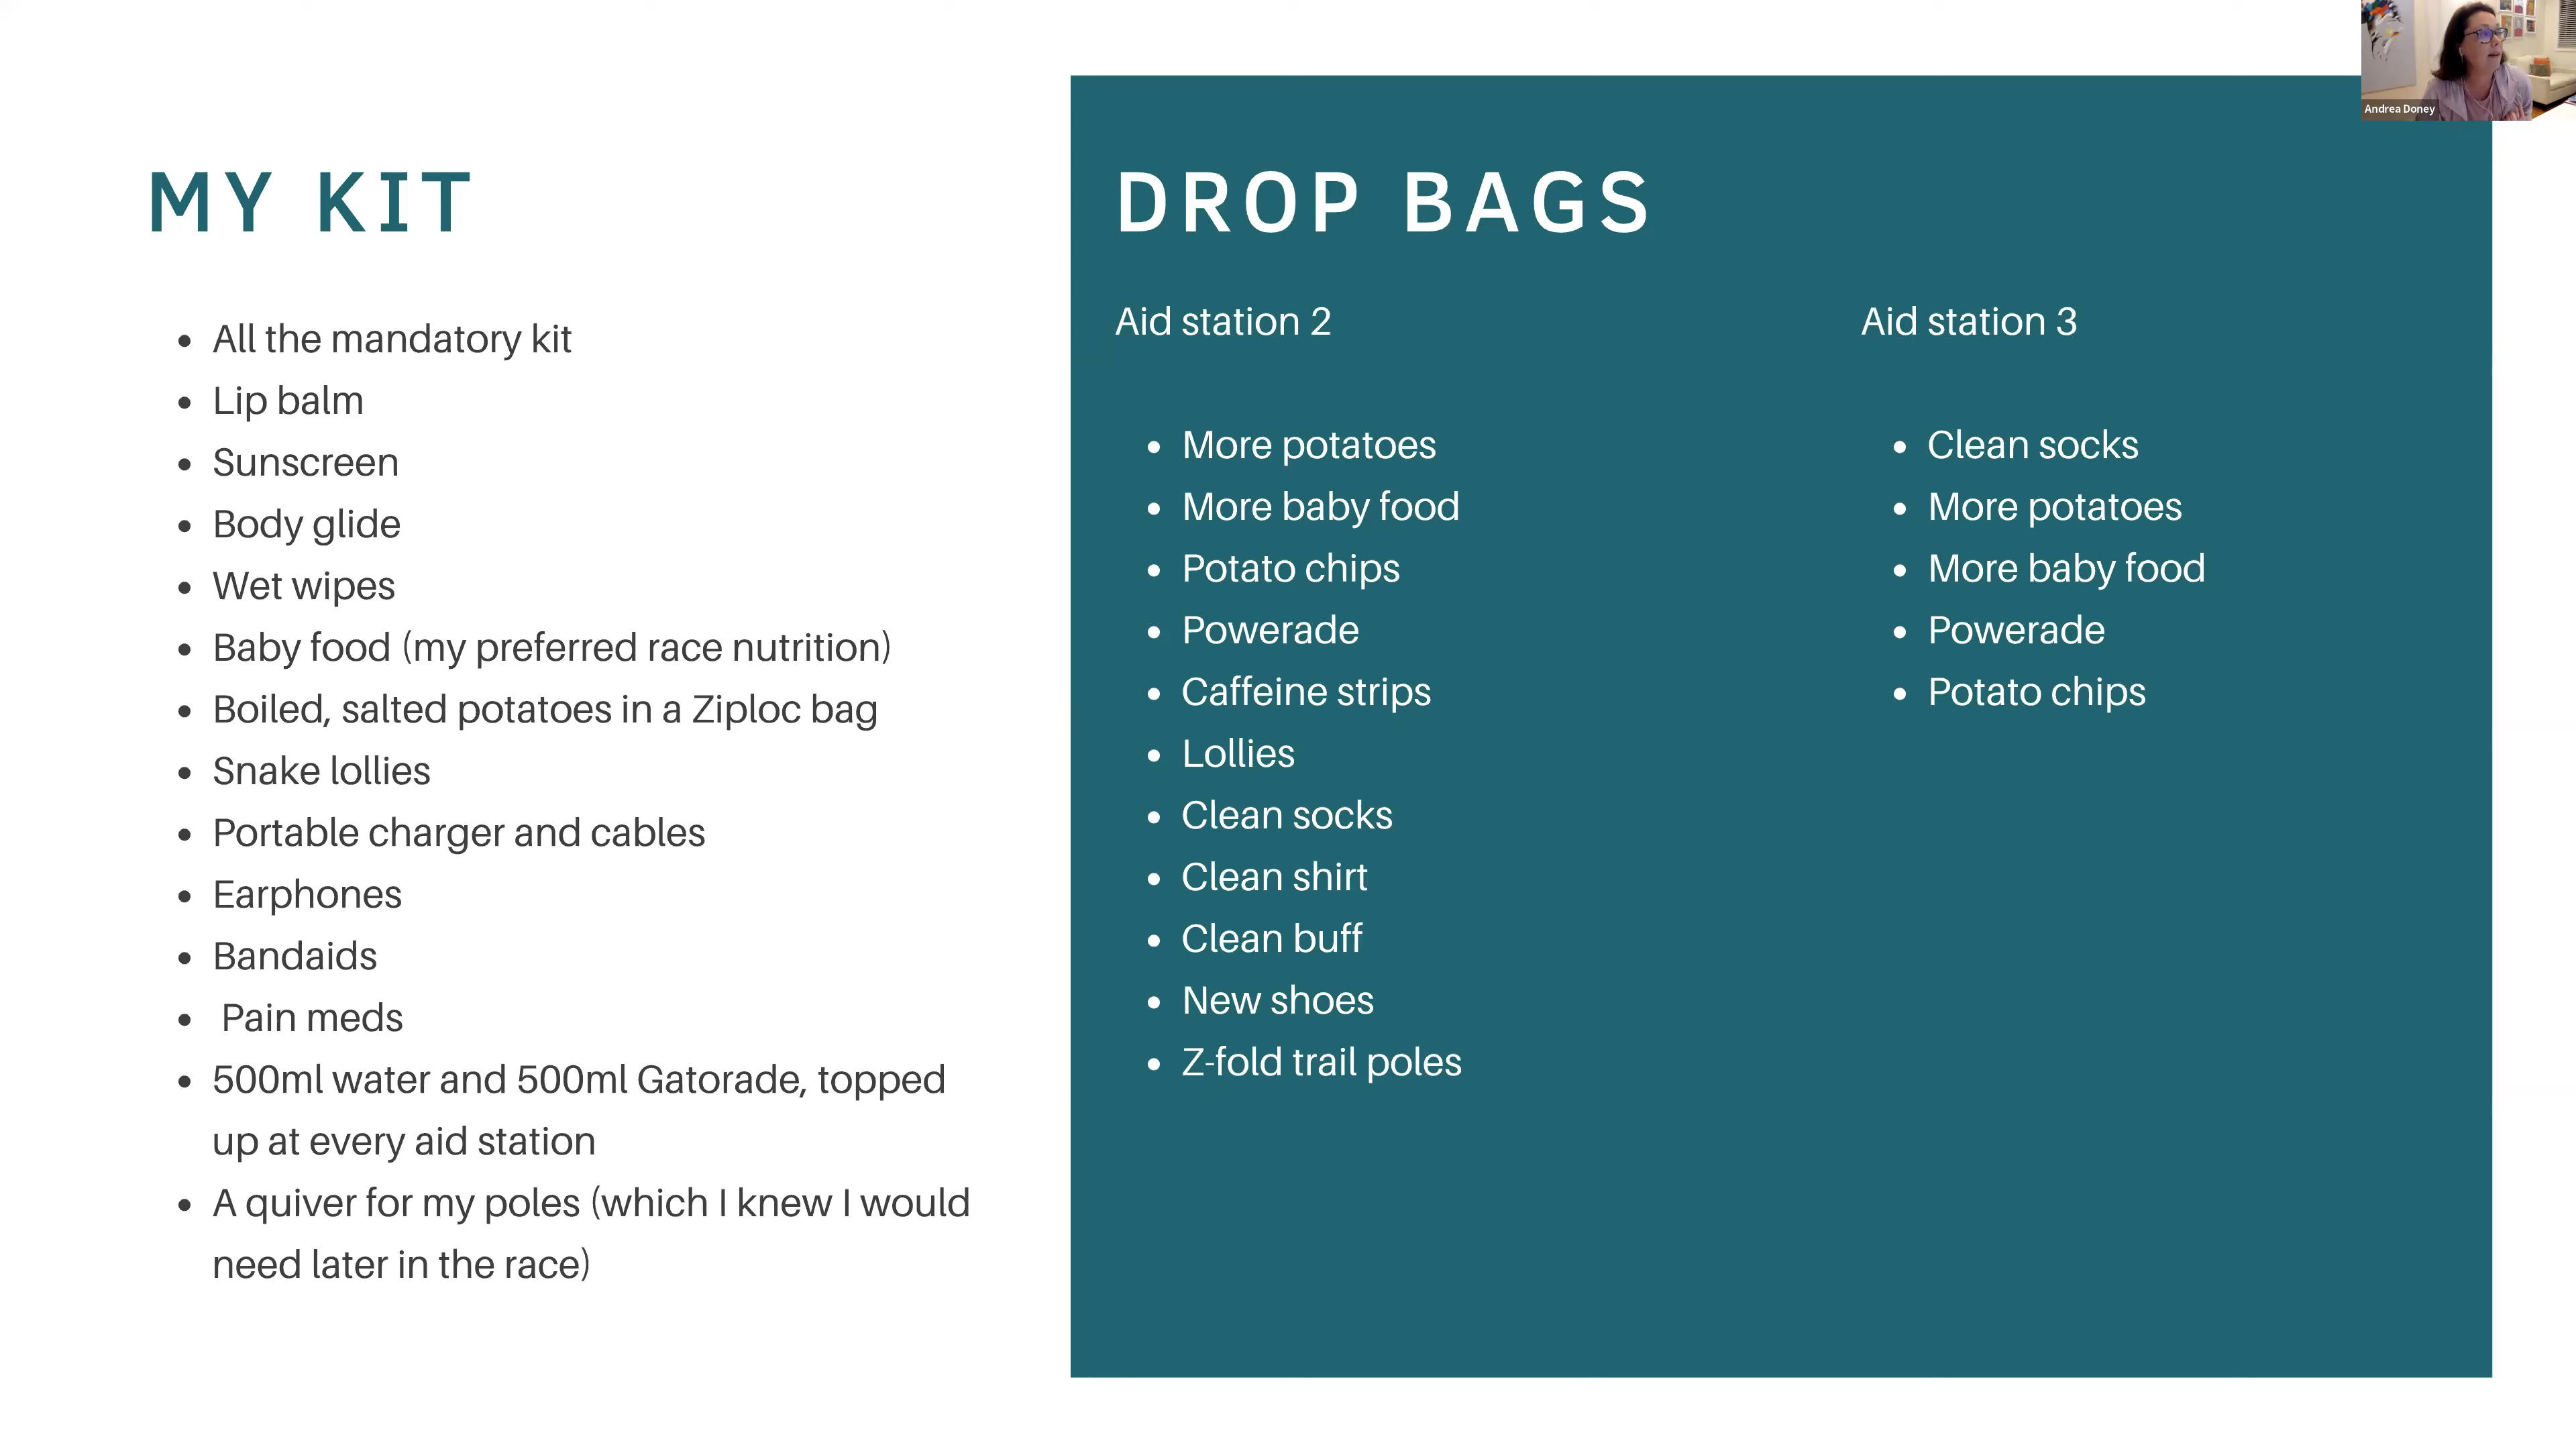 MY KIT
All the mandatory kit
Lip balm
Sunscreen
Body glide
Wet wipes
Baby food (my preferred race nutrition)
Boiled, salted potatoes in a Ziploc bag
Snake lollies
Portable charger and cables
Earphones
Bandaids
Pain meds
500ml water and 500ml Gatorade, topped
up at every aid station
A quiver for my poles (which I knew I would
need later in the race)
DROP BAGS
Aid station 2
More potatoes
More baby food
Potato chips
Powerade
Caffeine strips
Lollies
Clean socks
Clean shirt
Clean buff
New shoes
Z-fold trail poles
Aid station 3
Clean socks
More potatoes
More baby food
Powerade
Potato chips
Andrea Doney